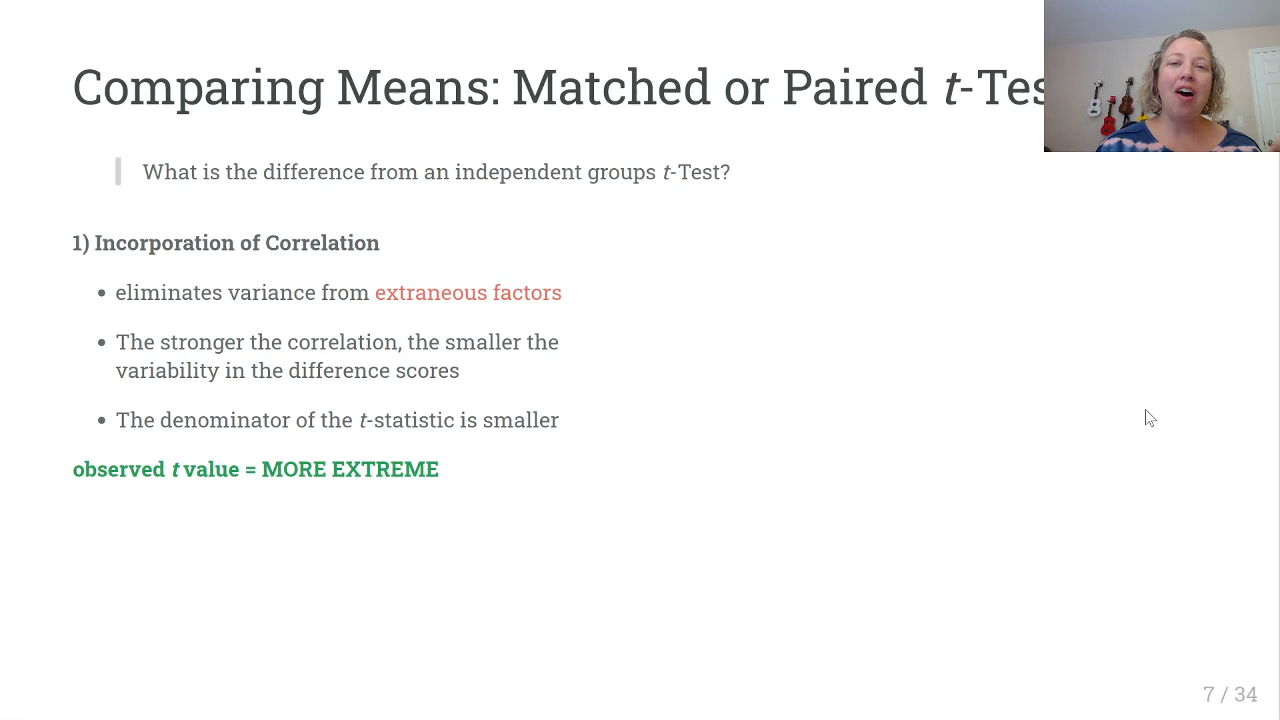 Comparing Means: Matched or Paired t-Tes
What is the difference from an independent groups t-Test?
1) Incorporation of Correlation
• eliminates variance from extraneous factors
• The stronger the correlation, the smaller the
variability in the difference scores
• The denominator of the t-statistic is smaller
observed t value = MORE EXTREME
7 / 34